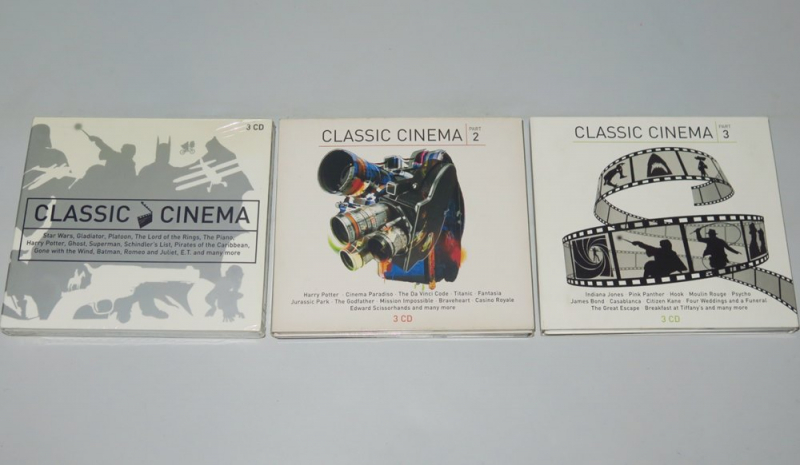 3 CD
CLASSIC CINEMA
Star Wars, Gladiator, Platoon, The Lord of the Rings, The Piano,
Harry Potter, Ghost, Superman, Schindler's List, Pirates of the Caribbean,
Gone with the Wind, Batman, Romeo and Juliet, E.T. and many more
CLASSIC CINEMA PART 2
Harry Potter · Cinema Paradiso · The Da Vinci Code · Titanic · Fantasia
Jurassic Park · The Godfather · Mission Impossible · Braveheart · Casino Royale
Edward Scissorhands and many more
3 CD
CLASSIC CINEMA PART 3
Indiana Jones · Pink Panther · Hook · Moulin Rouge · Psycho
James Bond · Casablanca · Citizen Kane · Four Weddings and a Funeral
The Great Escape · Breakfast at Tiffany's and many more
3 CD